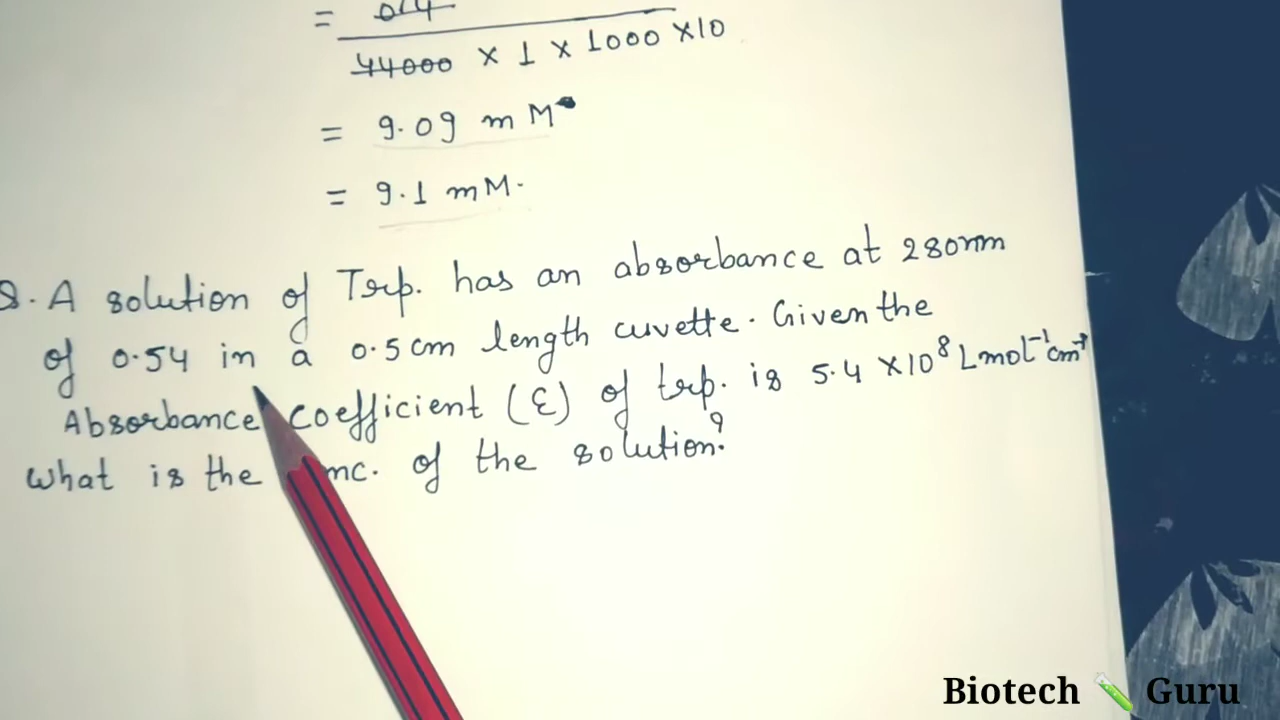 = 0.4
44000 × 1 × 1000 ×10
= 9.09 mM
= 9.1 mM.
Q. A solution of Trp. has an absorbance at 280nm
of 0.54 in a 0.5cm length cuvette. Given the
Absorbance coefficient (ε) of trp. is 5.4 ×10⁸ Lmol⁻¹cm⁻¹
what is the of the solution?
Biotech Guru